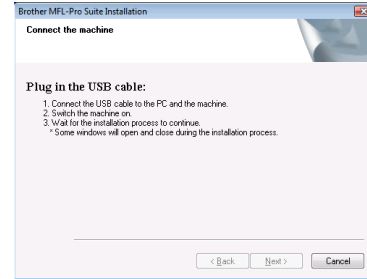 Brother MFL-Pro Suite Installation
Connect the machine
Plug in the USB cable:
1. Connect the USB cable to the PC and the machine.
2. Switch the machine on.
3. Wait for the installation process to continue.
* Some windows will open and close during the installation process.
< Back Next > Cancel